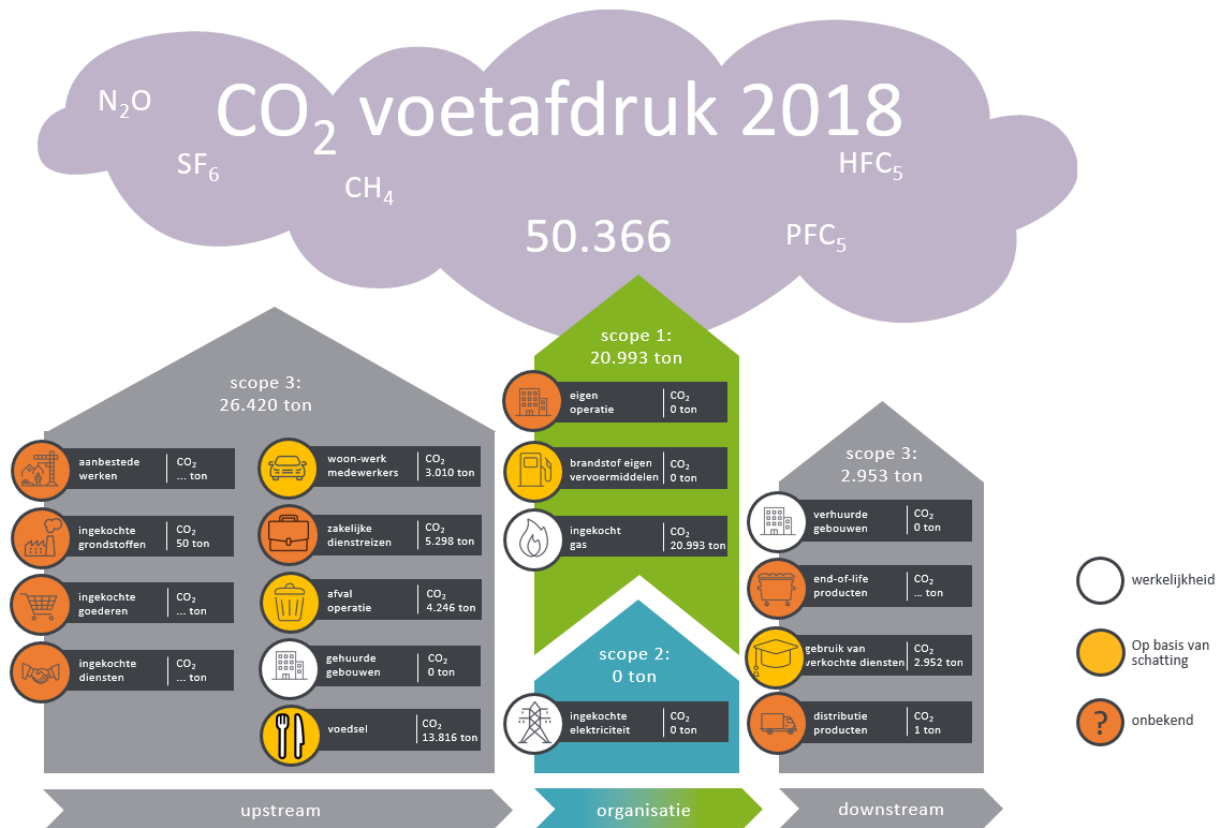 CO₂ voetafdruk 2018
N₂O
SF₆
CH₄
HFC₅
50.366
PFC₅
scope 3:
26.420 ton
aanbestede
werken
CO₂
... ton
ingekochte
grondstoffen
CO₂
50 ton
ingekochte
goederen
CO₂
... ton
ingekochte
diensten
CO₂
... ton
woon-werk
medewerkers
CO₂
3.010 ton
zakelijke
dienstreizen
CO₂
5.298 ton
afval
operatie
CO₂
4.246 ton
gehuurde
gebouwen
CO₂
0 ton
voedsel
CO₂
13.816 ton
scope 1:
20.993 ton
eigen
operatie
CO₂
0 ton
brandstof eigen
vervoermiddelen
CO₂
0 ton
ingekocht
gas
CO₂
20.993 ton
scope 2:
0 ton
ingekochte
elektriciteit
CO₂
0 ton
scope 3:
2.953 ton
verhuurde
gebouwen
CO₂
0 ton
end-of-life
producten
CO₂
... ton
gebruik van
verkochte diensten
CO₂
2.952 ton
distributie
producten
CO₂
1 ton
werkelijkheid
Op basis van
schatting
?
onbekend
upstream
organisatie
downstream